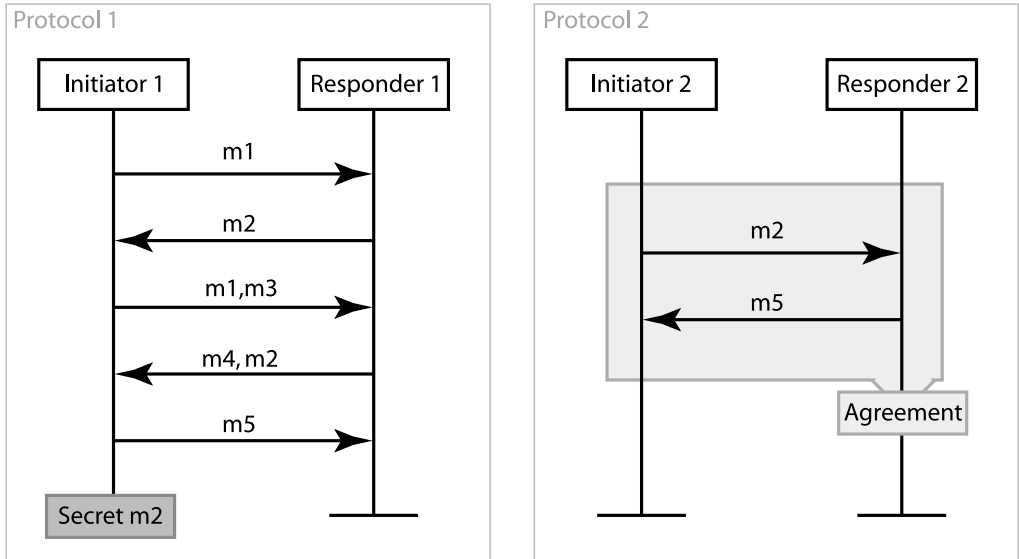 Protocol 1
Initiator 1
Responder 1
m1
m2
m1,m3
m4, m2
m5
Secret m2
Protocol 2
Initiator 2
Responder 2
m2
m5
Agreement